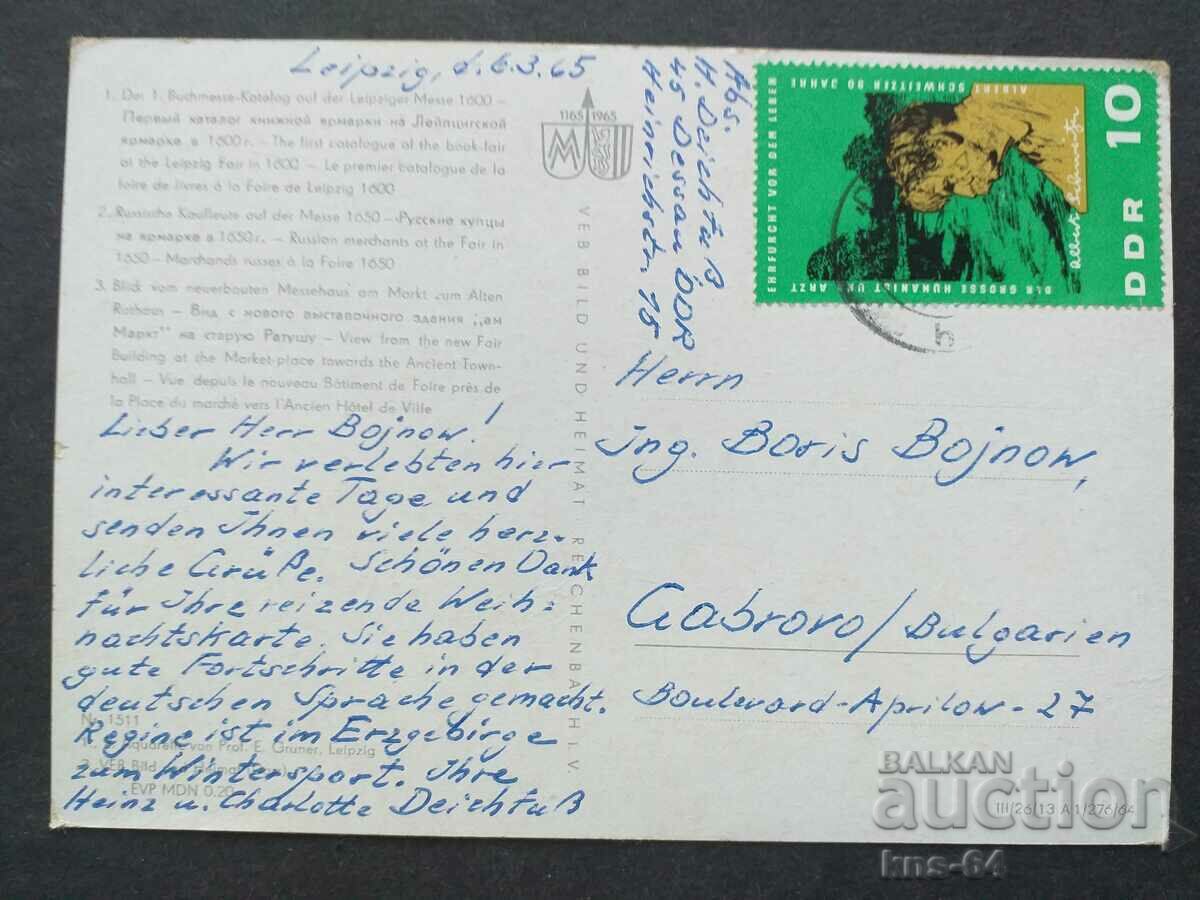 Leipzig, d. 6.3.65
1. Der 1. Buchmesse-Katalog auf der Leipziger Messe 1600 –
Первый каталог книжной ярмарки на Лейпцигской
ярмарке в 1600 г. – The first catalogue of the book-fair
at the Leipzig Fair in 1600 – Le premier catalogue de la
foire de livres à la Foire de Leipzig 1600
2. Russische Kaufleute auf der Messe 1650 – Русские купцы
на ярмарке в 1650 г. – Russian merchants at the Fair in
1650 – Marchands russes à la Foire 1650
3. Blick vom neuerbauten Messehaus am Markt zum Alten
Rathaus – Вид с нового выставочного здания „ам
Маркт" на старую Ратушу – View from the new Fair
Building at the Market-place towards the Ancient Town-
hall – Vue depuis le nouveau Bâtiment de Foire près de
la Place du marché vers l'Ancien Hôtel de Ville
Lieber Herr Bojnow!
Wir verlebten hier
interessante Tage und
senden Ihnen viele herz-
liche Grüße. Schönen Dank
für Ihre reizende Weih-
nachtskarte. Sie haben
gute Fortschritte in der
deutschen Sprache gemacht.
Regine ist im Erzgebirge
zum Wintersport. Ihre
Heinz u. Charlotte Deichfuß
Nr. 1511
Aquarelle von Prof. E. Gruner, Leipzig
3. VEB Bild
EVP MDN 0.20
1165 1965
M
VEB BILD UND HEIMAT REICHENBACH I. V.
Abs.
H. Deichfuß
45 Dessau DDR
Heinrichstr. 15
EHRFURCHT VOR DEM LEBEN
ALBERT SCHWEITZER 90 JAHRE
DER GROSSE HUMANIST UND ARZT
Albert Schweitzer
DDR 10
b
Herrn
Ing. Boris Bojnow,
Gabrovo/Bulgarien
Boulevard-Aprilow-27
III/26/13 A 1/276/64
BALKAN
auction
kns-64